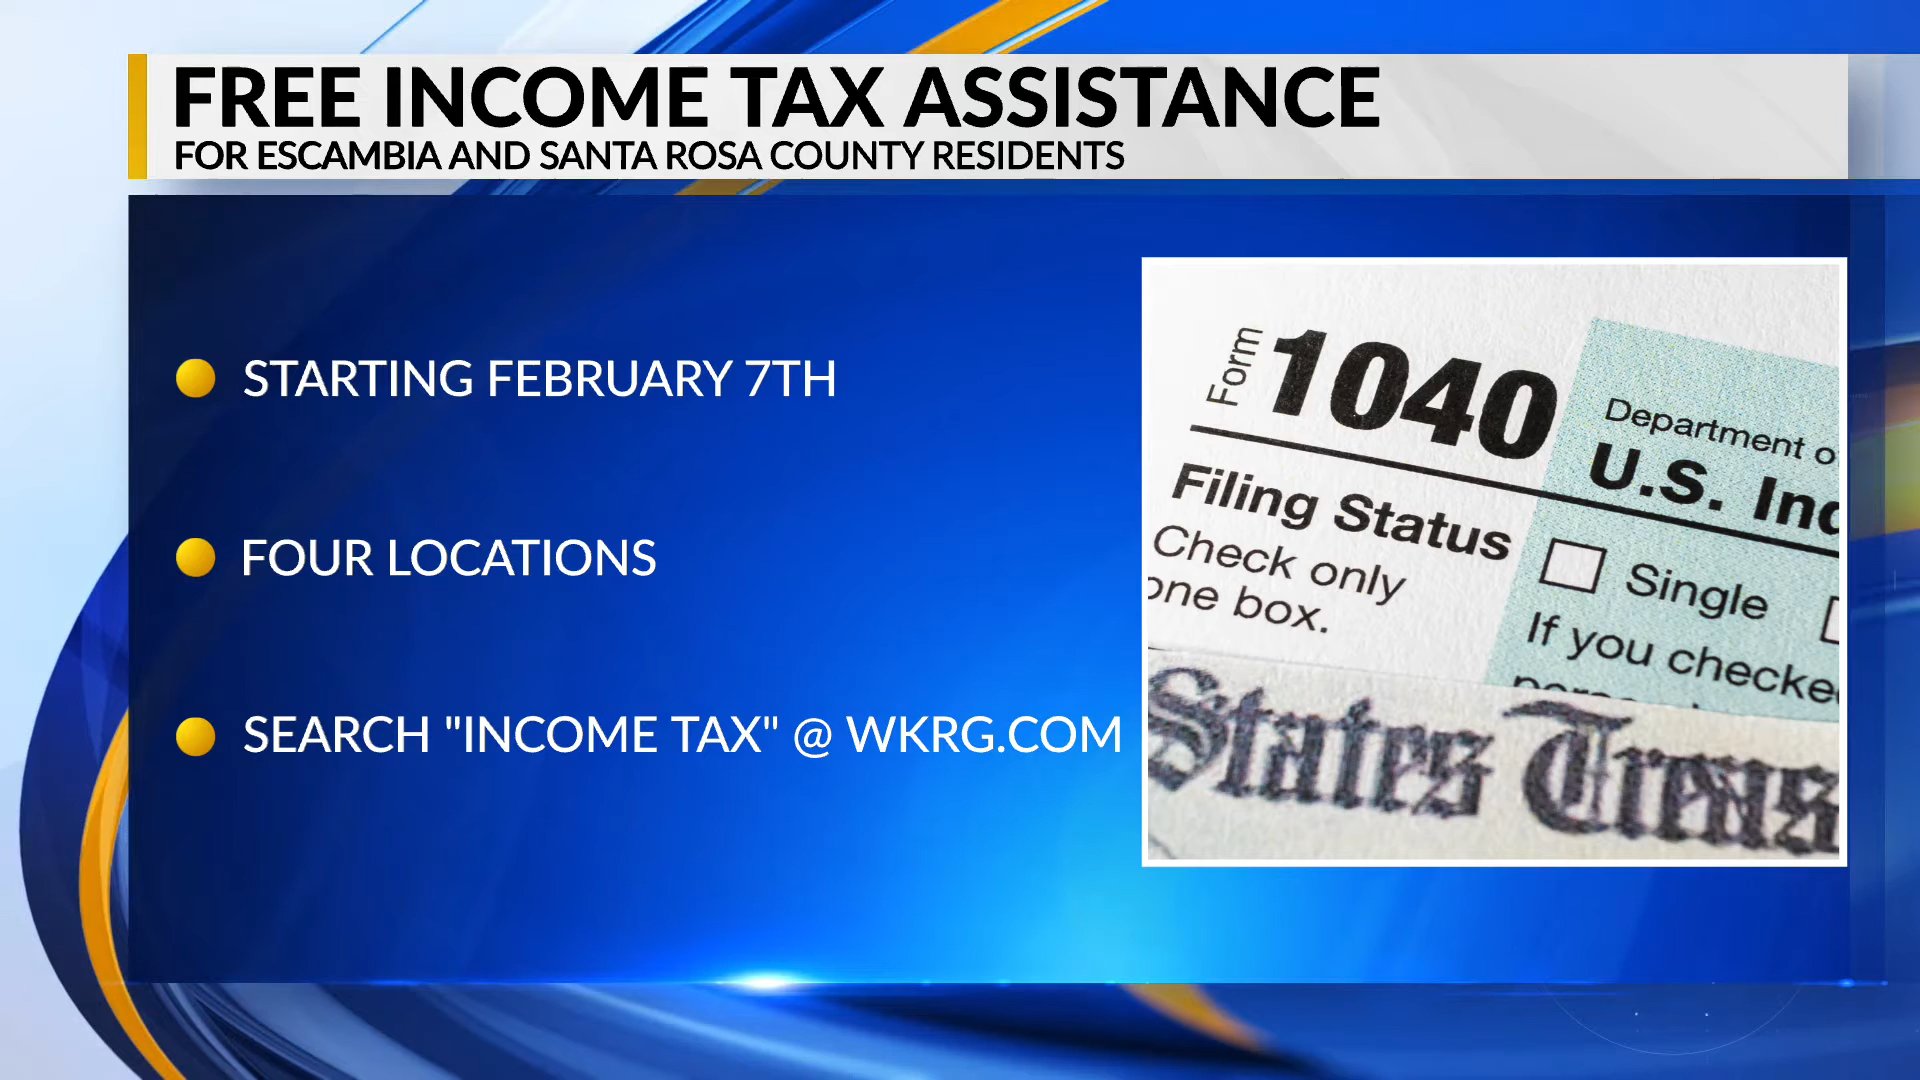 FREE INCOME TAX ASSISTANCE
FOR ESCAMBIA AND SANTA ROSA COUNTY RESIDENTS
STARTING FEBRUARY 7TH
FOUR LOCATIONS
SEARCH "INCOME TAX" @ WKRG.COM
Form 1040
Department o
U.S. Ind
Filing Status
Check only
one box.
Single
If you checke
States Treas